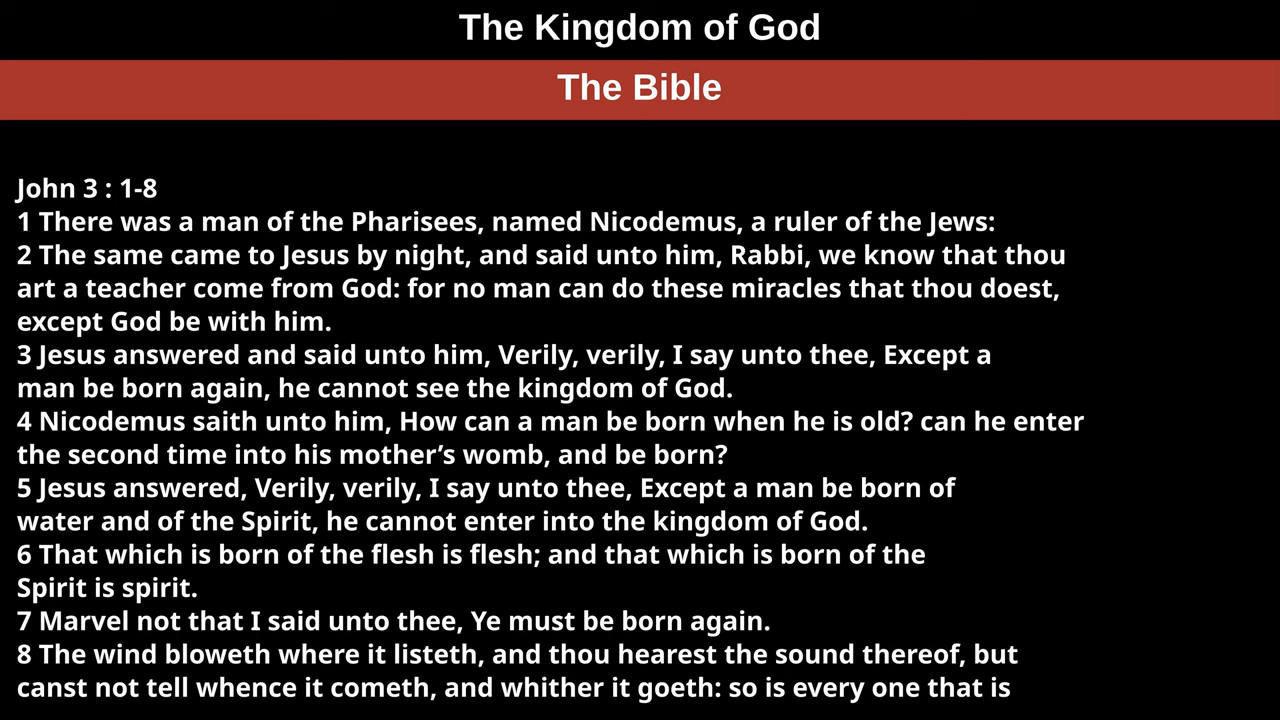 The Kingdom of God
The Bible
John 3 : 1-8
1 There was a man of the Pharisees, named Nicodemus, a ruler of the Jews:
2 The same came to Jesus by night, and said unto him, Rabbi, we know that thou
art a teacher come from God: for no man can do these miracles that thou doest,
except God be with him.
3 Jesus answered and said unto him, Verily, verily, I say unto thee, Except a
man be born again, he cannot see the kingdom of God.
4 Nicodemus saith unto him, How can a man be born when he is old? can he enter
the second time into his mother’s womb, and be born?
5 Jesus answered, Verily, verily, I say unto thee, Except a man be born of
water and of the Spirit, he cannot enter into the kingdom of God.
6 That which is born of the flesh is flesh; and that which is born of the
Spirit is spirit.
7 Marvel not that I said unto thee, Ye must be born again.
8 The wind bloweth where it listeth, and thou hearest the sound thereof, but
canst not tell whence it cometh, and whither it goeth: so is every one that is